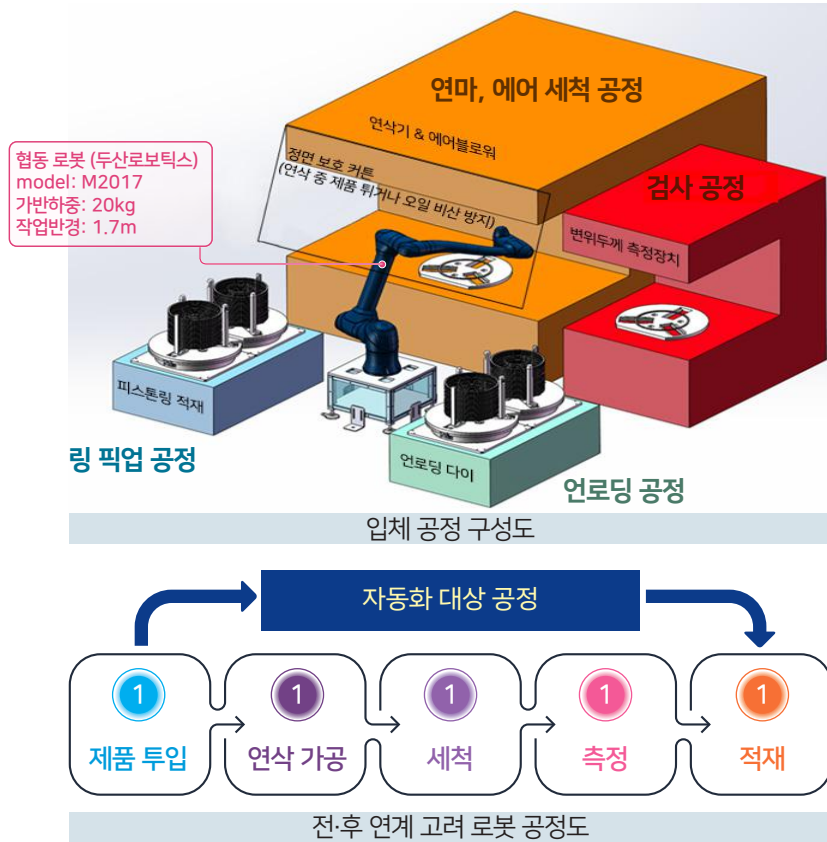 연마, 에어 세척 공정
연삭기 & 에어블로워
정면 보호 커튼
(연삭 중 제품 튀거나 오일 비산 방지)
협동 로봇 (두산로보틱스)
model: M2017
가반하중: 20kg
작업반경: 1.7m
검사 공정
변위두께 측정장치
피스톤링 적재
링 픽업 공정
언로딩 다이
언로딩 공정
입체 공정 구성도
자동화 대상 공정
1
제품 투입
1
연삭 가공
1
세척
1
측정
1
적재
전·후 연계 고려 로봇 공정도